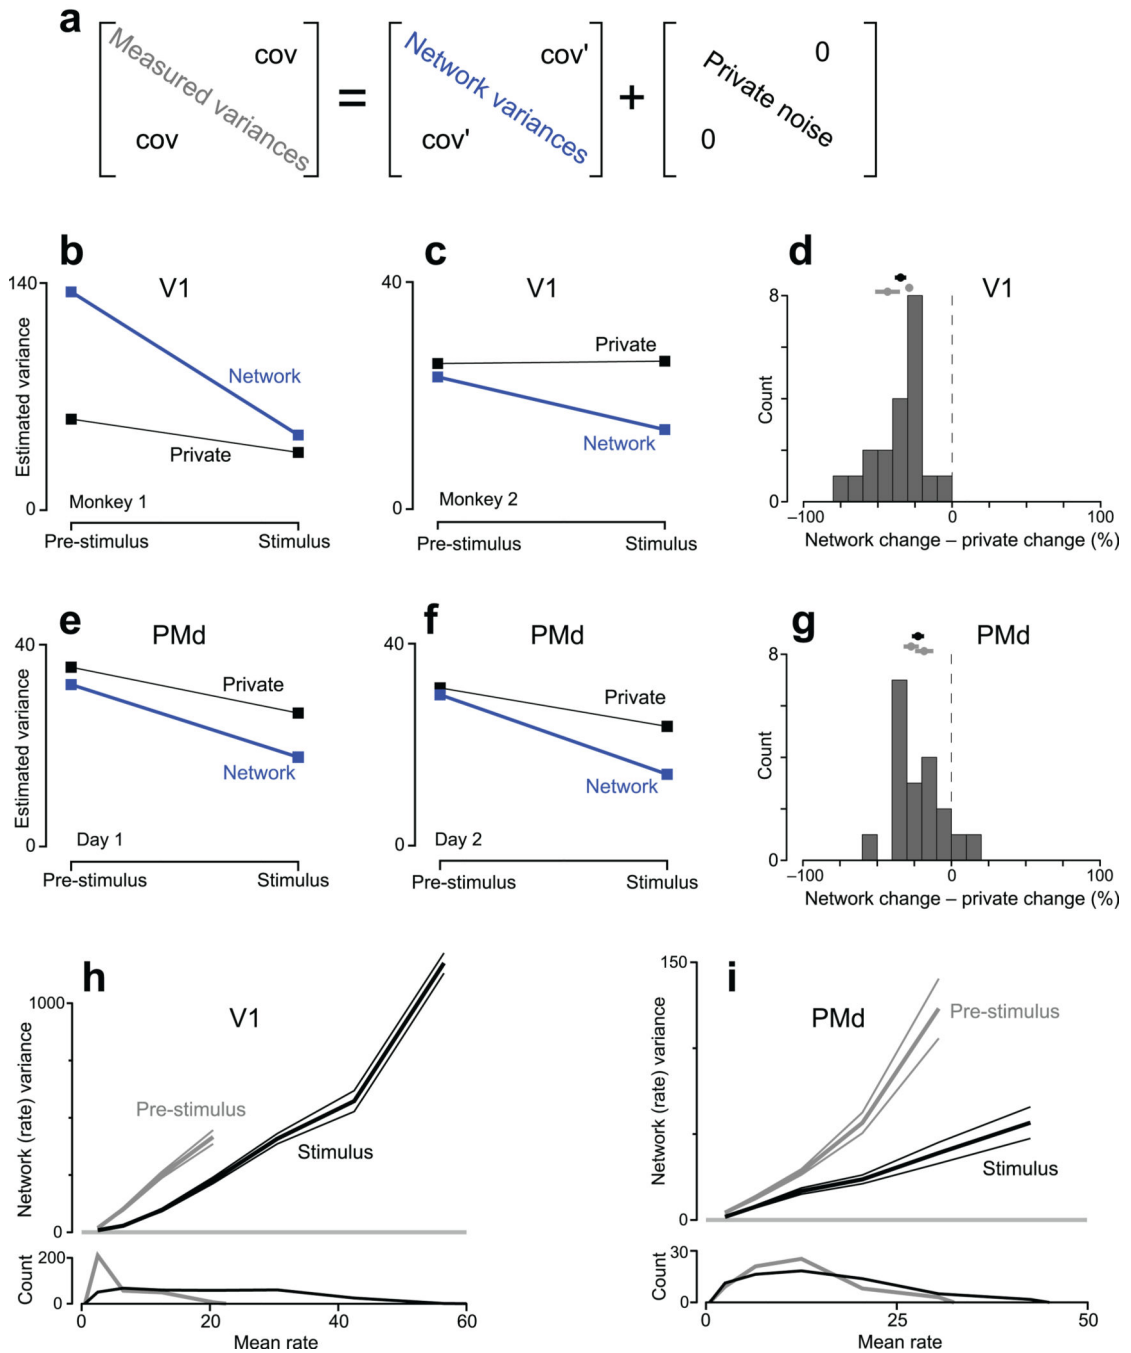 a
Measured variances
cov
cov
=
Network variances
cov'
cov'
+
Private noise
0
0
b
V1
140
0
Estimated variance
Network
Private
Monkey 1
Pre-stimulus
Stimulus
c
V1
40
0
Private
Network
Monkey 2
Pre-stimulus
Stimulus
d
V1
8
0
Count
–100
0
100
Network change – private change (%)
e
PMd
40
0
Estimated variance
Private
Network
Day 1
Pre-stimulus
Stimulus
f
PMd
40
0
Private
Network
Day 2
Pre-stimulus
Stimulus
g
PMd
8
0
Count
–100
0
100
Network change – private change (%)
h
V1
1000
0
Network (rate) variance
Pre-stimulus
Stimulus
200
0
Count
0
20
40
60
Mean rate
i
PMd
150
0
Network (rate) variance
Pre-stimulus
Stimulus
30
0
Count
0
25
50
Mean rate